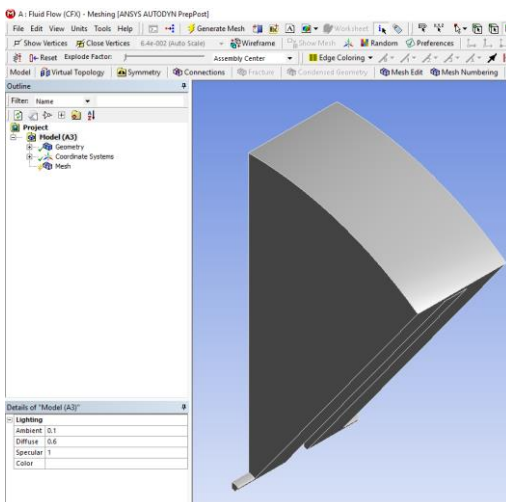 A : Fluid Flow (CFX) - Meshing [ANSYS AUTODYN PrepPost]
File Edit View Units Tools Help Generate Mesh Worksheet
Show Vertices Close Vertices 6.4e-002 (Auto Scale) Wireframe Show Mesh Random Preferences
Reset Explode Factor: Assembly Center Edge Coloring
Model Virtual Topology Symmetry Connections Fracture Condensed Geometry Mesh Edit Mesh Numbering
Outline
Filter: Name
Project
Model (A3)
Geometry
Coordinate Systems
Mesh
Details of "Model (A3)"
Lighting
Ambient 0.1
Diffuse 0.6
Specular 1
Color